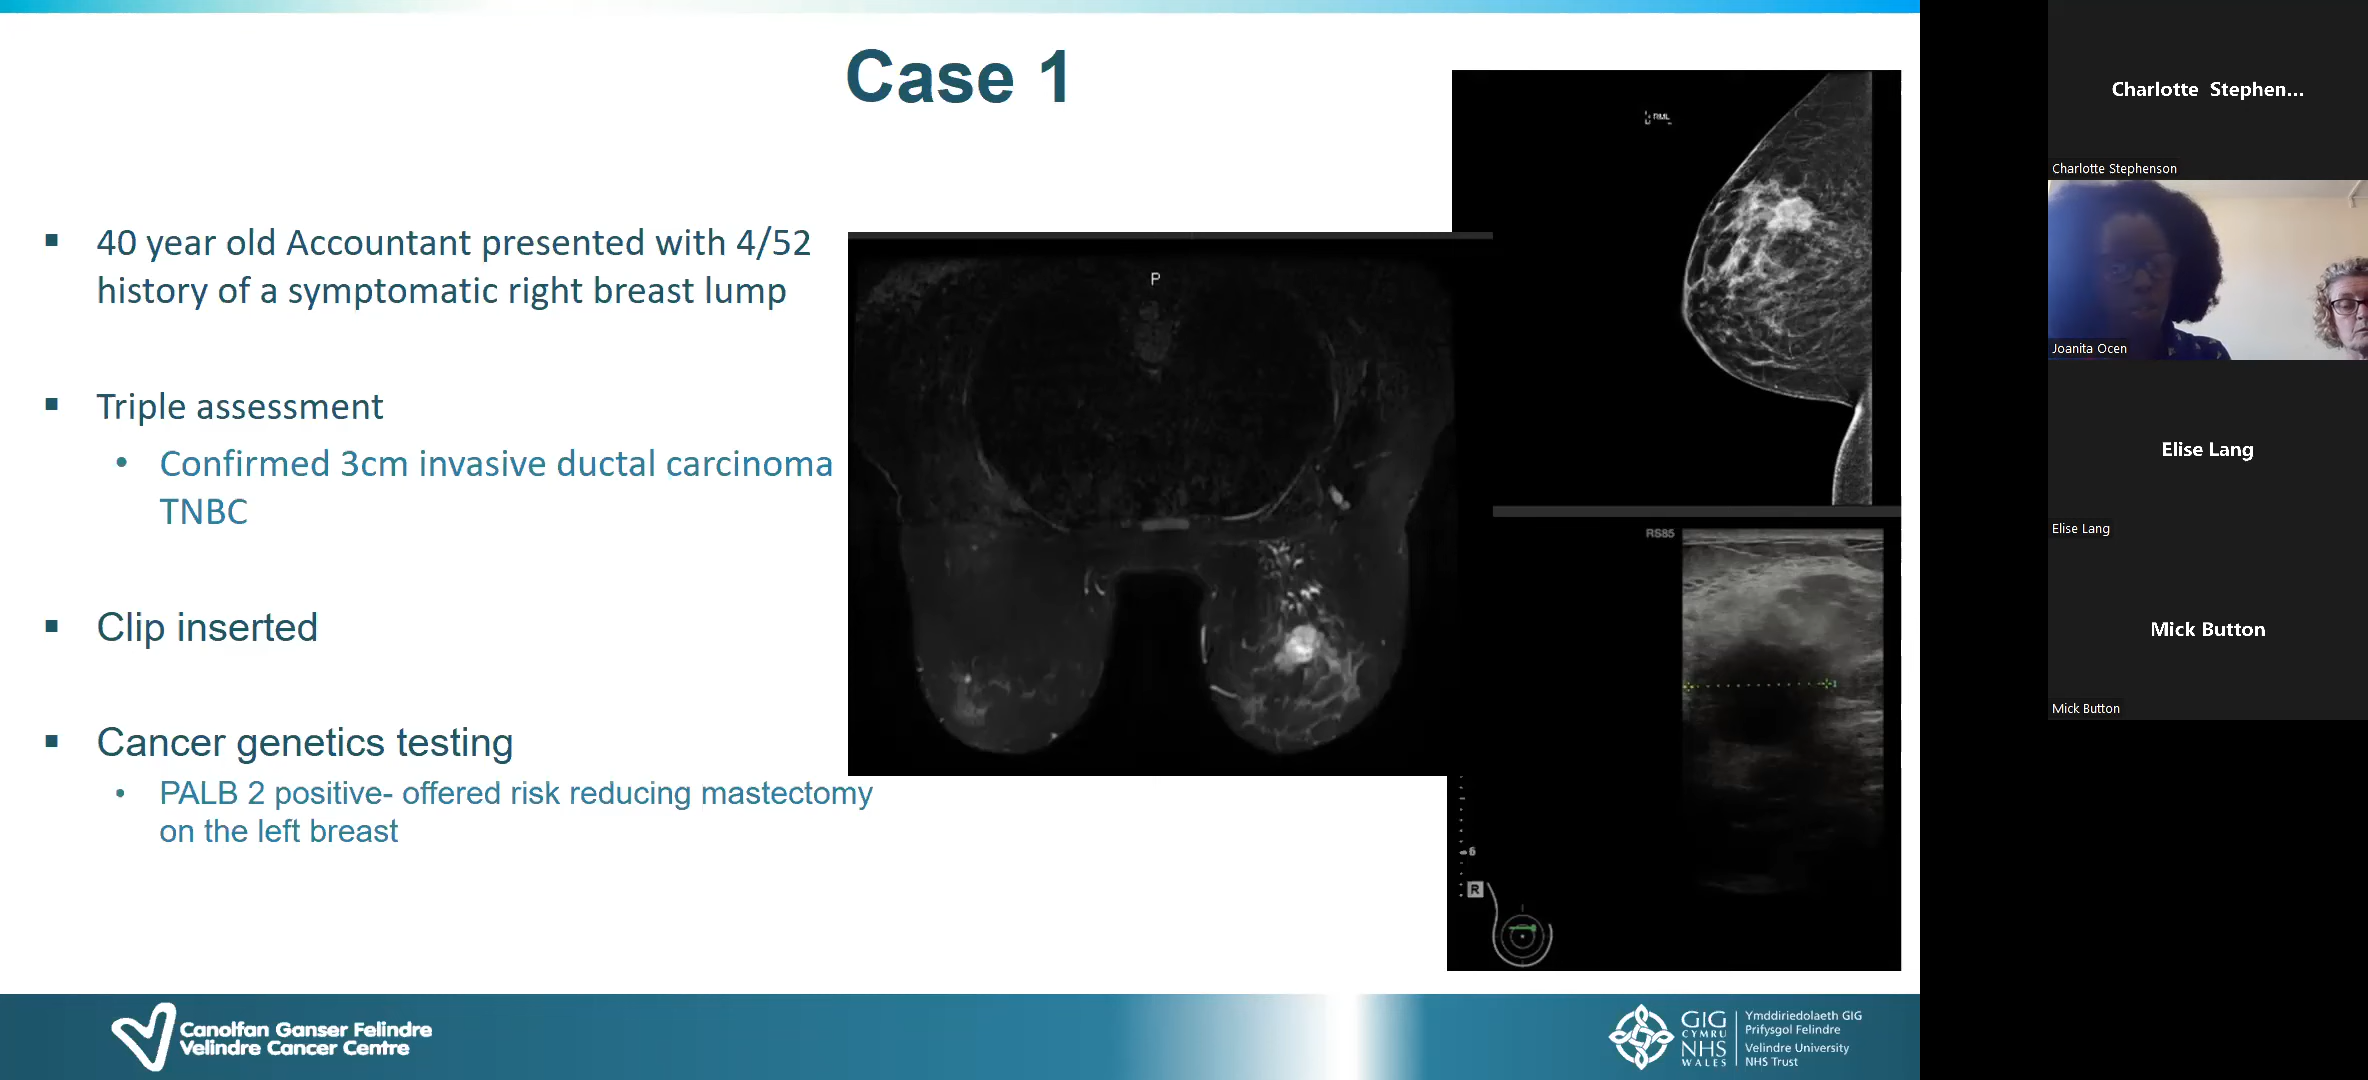 Case 1
40 year old Accountant presented with 4/52
history of a symptomatic right breast lump
Triple assessment
Confirmed 3cm invasive ductal carcinoma
TNBC
Clip inserted
Cancer genetics testing
PALB 2 positive- offered risk reducing mastectomy
on the left breast
P
RML
RS85
1
6
R
Canolfan Ganser Felindre
Velindre Cancer Centre
GIG
CYMRU
NHS
WALES
Ymddiriedolaeth GIG
Prifysgol Felindre
Velindre University
NHS Trust
Charlotte Stephen...
Charlotte Stephenson
Joanita Ocen
Elise Lang
Elise Lang
Mick Button
Mick Button